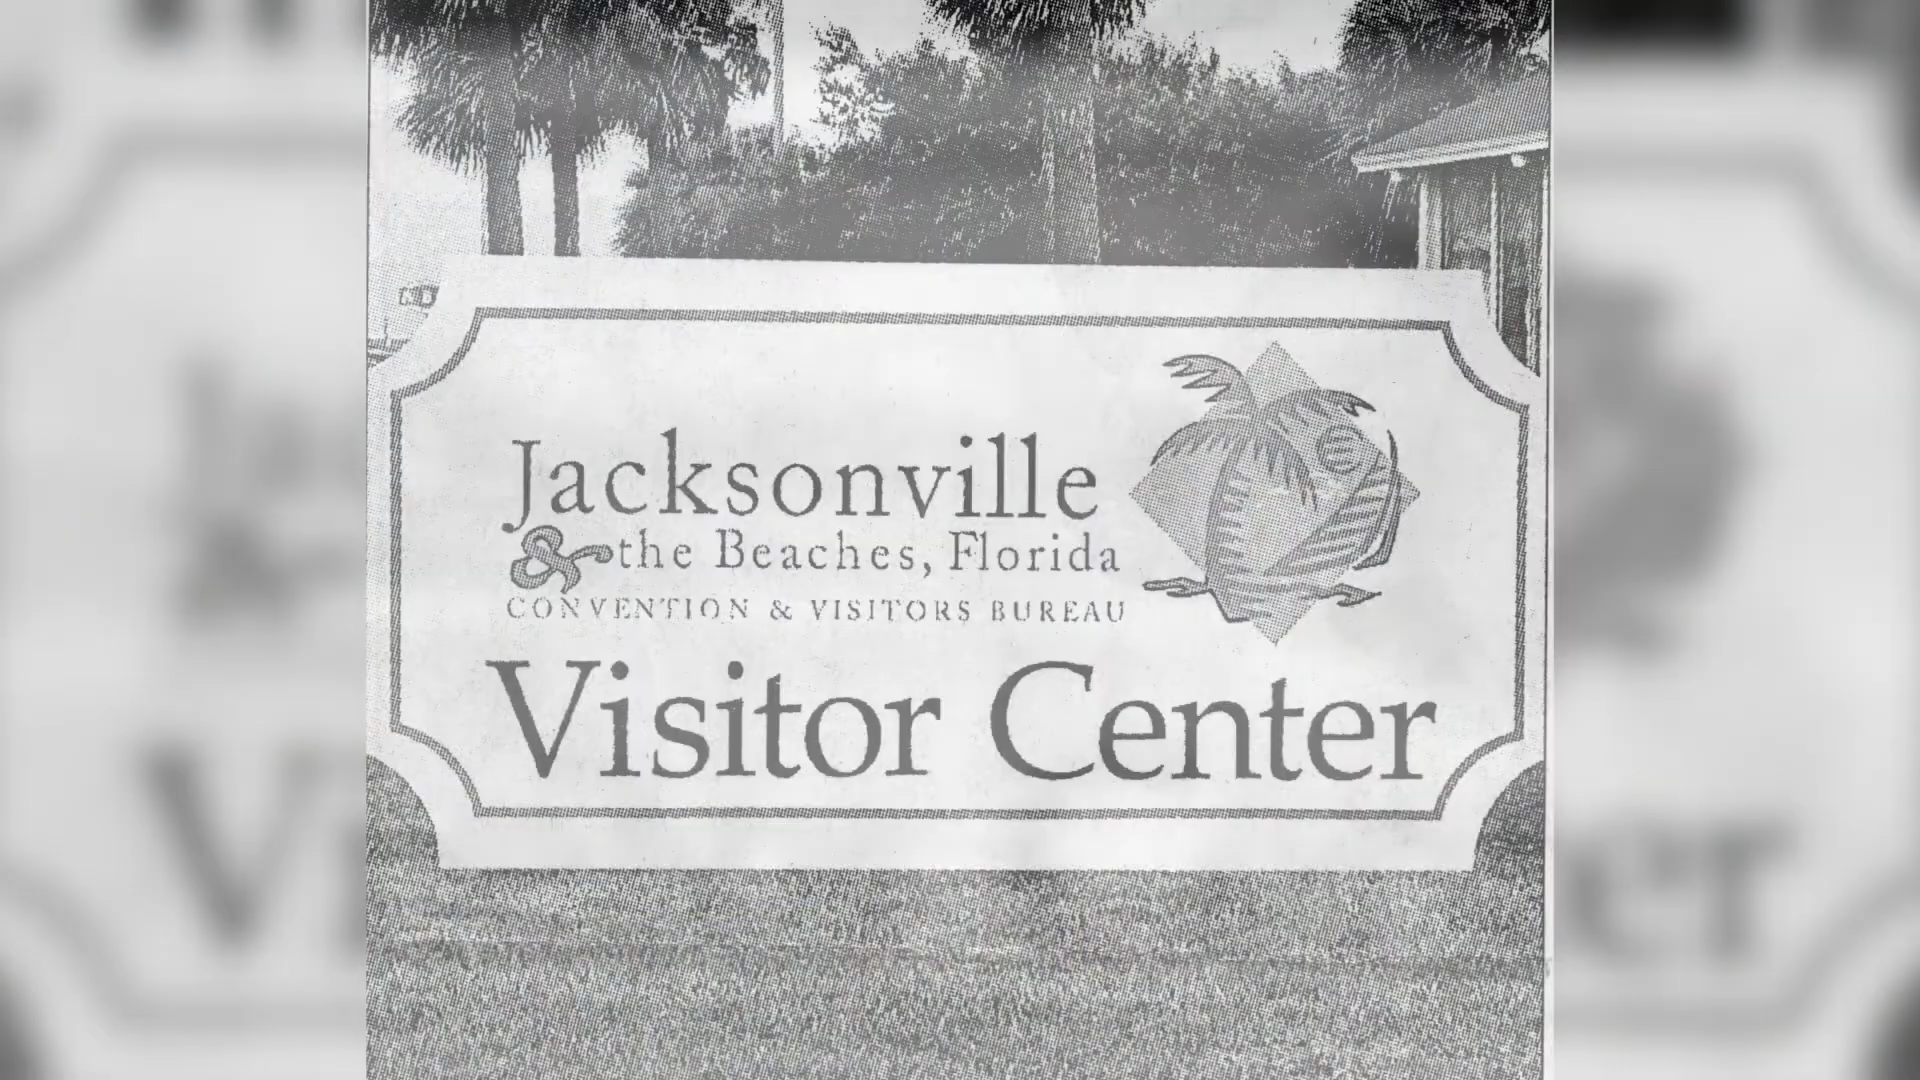 Jacksonville
& the Beaches, Florida
CONVENTION & VISITORS BUREAU
Visitor Center